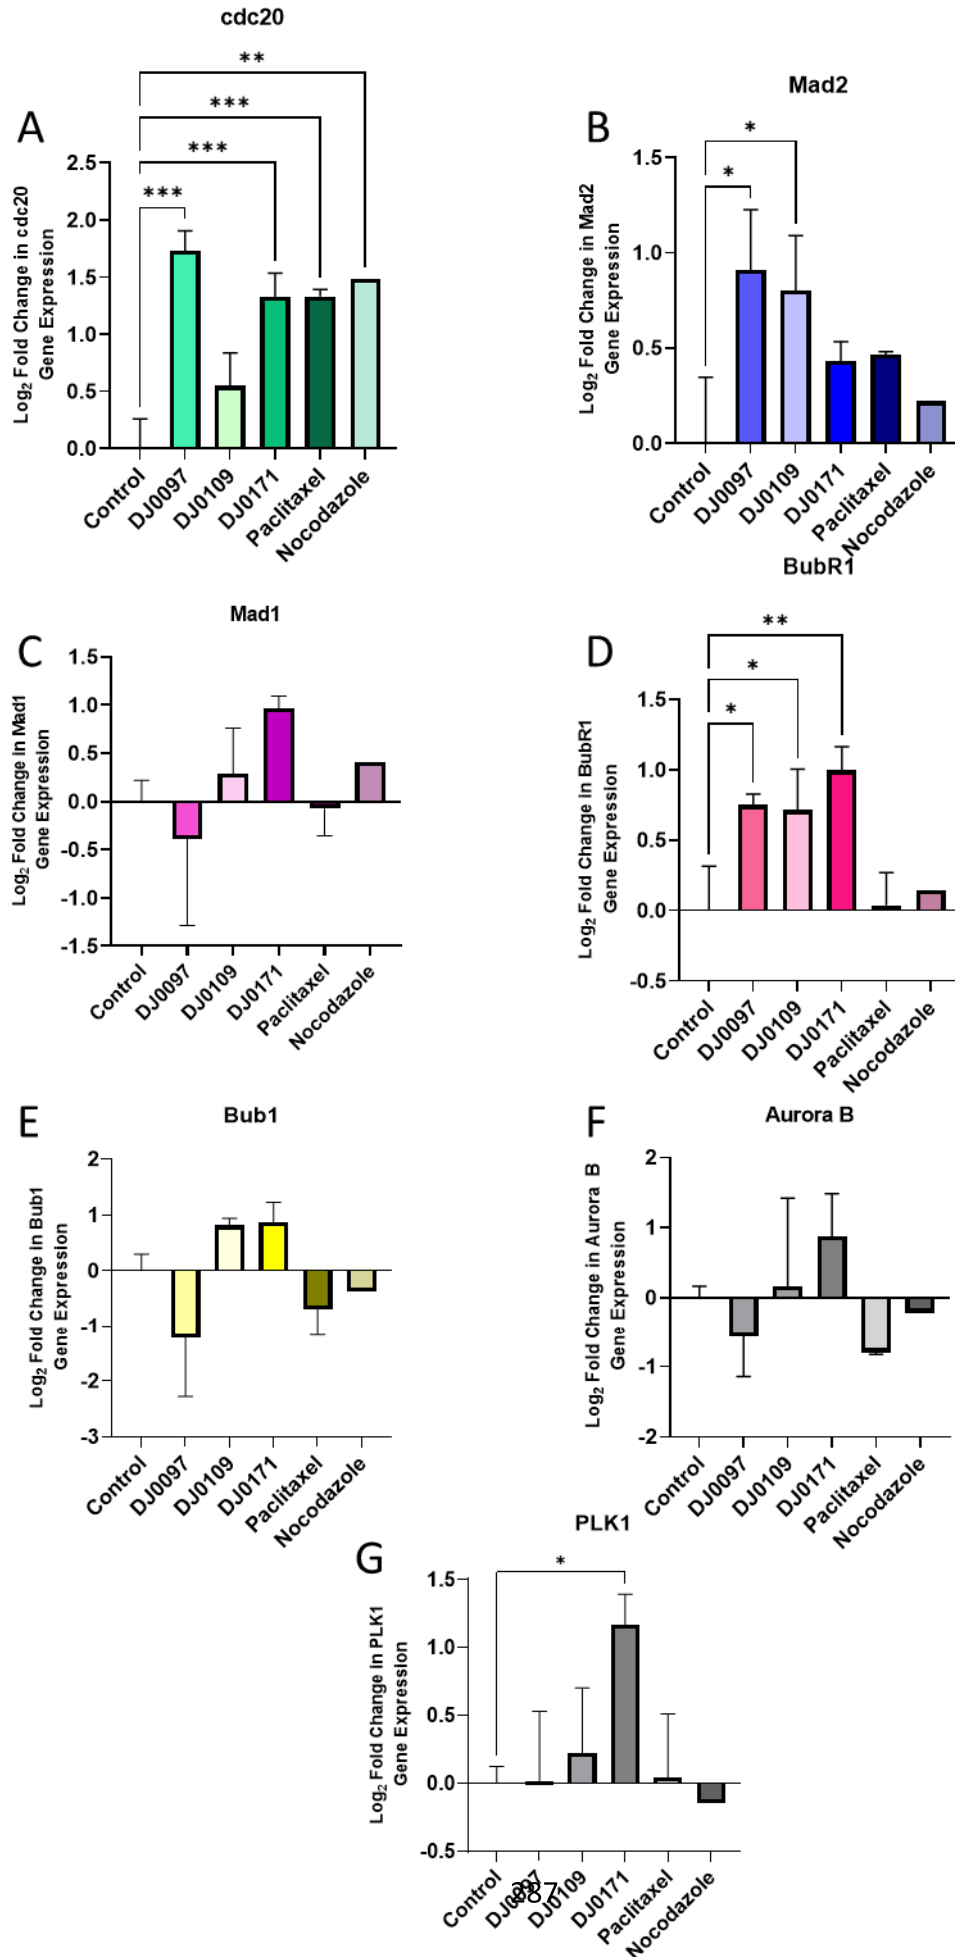 cdc20
A
**
***
***
***
Log2 Fold Change in cdc20
Gene Expression
2.5
2.0
1.5
1.0
0.5
0.0
Control
DJ0097
DJ0109
DJ0171
Paclitaxel
Nocodazole
Mad2
B
*
*
Log2 Fold Change in Mad2
Gene Expression
1.5
1.0
0.5
0.0
Control
DJ0097
DJ0109
DJ0171
Paclitaxel
Nocodazole
Mad1
C
Log2 Fold Change in Mad1
Gene Expression
1.5
1.0
0.5
0.0
-0.5
-1.0
-1.5
Control
DJ0097
DJ0109
DJ0171
Paclitaxel
Nocodazole
BubR1
D
**
*
*
Log2 Fold Change in BubR1
Gene Expression
1.5
1.0
0.5
0.0
-0.5
Control
DJ0097
DJ0109
DJ0171
Paclitaxel
Nocodazole
Bub1
E
Log2 Fold Change in Bub1
Gene Expression
2
1
0
-1
-2
-3
Control
DJ0097
DJ0109
DJ0171
Paclitaxel
Nocodazole
Aurora B
F
Log2 Fold Change in Aurora B
Gene Expression
2
1
0
-1
-2
Control
DJ0097
DJ0109
DJ0171
Paclitaxel
Nocodazole
PLK1
G
*
Log2 Fold Change in PLK1
Gene Expression
1.5
1.0
0.5
0.0
-0.5
Control
DJ0097
DJ0109
DJ0171
Paclitaxel
Nocodazole
287